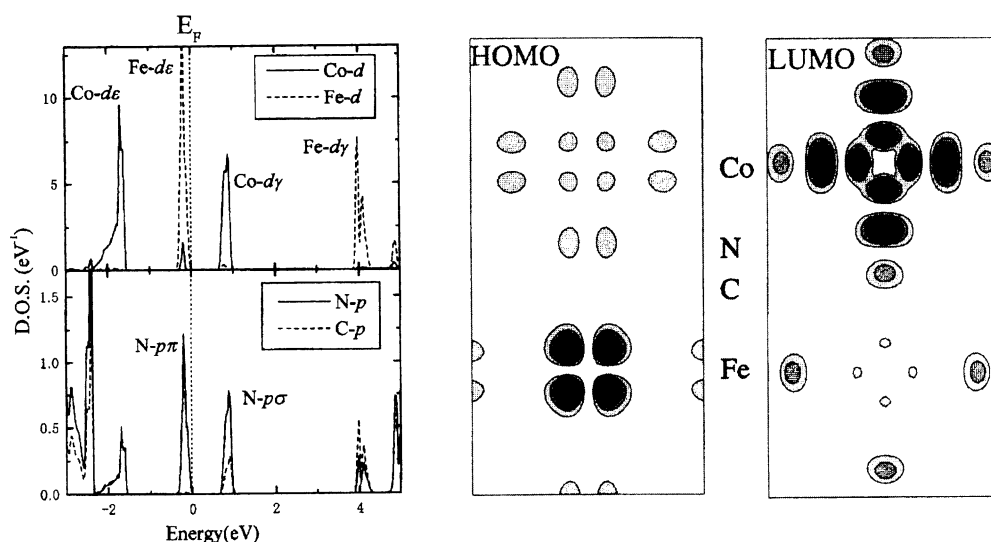 E_F
Fe-dε
Co-dε
Co-d
Fe-d
Fe-dγ
Co-dγ
10
5
0
D.O.S. (eV⁻¹)
N-p
C-p
N-pπ
N-pσ
1.5
1.0
0.5
0.0
-2
0
2
4
Energy(eV)
HOMO
Co
N
C
Fe
LUMO